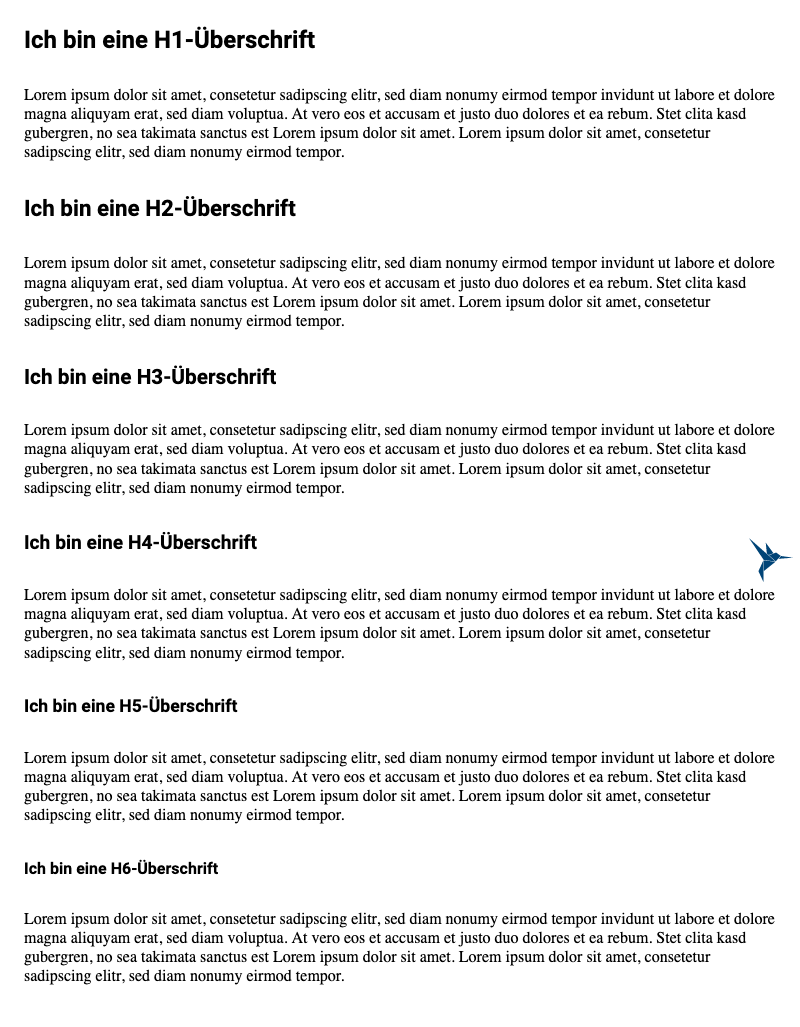 Ich bin eine H1-Überschrift
Lorem ipsum dolor sit amet, consetetur sadipscing elitr, sed diam nonumy eirmod tempor invidunt ut labore et dolore
magna aliquyam erat, sed diam voluptua. At vero eos et accusam et justo duo dolores et ea rebum. Stet clita kasd
gubergren, no sea takimata sanctus est Lorem ipsum dolor sit amet. Lorem ipsum dolor sit amet, consetetur
sadipscing elitr, sed diam nonumy eirmod tempor.
Ich bin eine H2-Überschrift
Lorem ipsum dolor sit amet, consetetur sadipscing elitr, sed diam nonumy eirmod tempor invidunt ut labore et dolore
magna aliquyam erat, sed diam voluptua. At vero eos et accusam et justo duo dolores et ea rebum. Stet clita kasd
gubergren, no sea takimata sanctus est Lorem ipsum dolor sit amet. Lorem ipsum dolor sit amet, consetetur
sadipscing elitr, sed diam nonumy eirmod tempor.
Ich bin eine H3-Überschrift
Lorem ipsum dolor sit amet, consetetur sadipscing elitr, sed diam nonumy eirmod tempor invidunt ut labore et dolore
magna aliquyam erat, sed diam voluptua. At vero eos et accusam et justo duo dolores et ea rebum. Stet clita kasd
gubergren, no sea takimata sanctus est Lorem ipsum dolor sit amet. Lorem ipsum dolor sit amet, consetetur
sadipscing elitr, sed diam nonumy eirmod tempor.
Ich bin eine H4-Überschrift
Lorem ipsum dolor sit amet, consetetur sadipscing elitr, sed diam nonumy eirmod tempor invidunt ut labore et dolore
magna aliquyam erat, sed diam voluptua. At vero eos et accusam et justo duo dolores et ea rebum. Stet clita kasd
gubergren, no sea takimata sanctus est Lorem ipsum dolor sit amet. Lorem ipsum dolor sit amet, consetetur
sadipscing elitr, sed diam nonumy eirmod tempor.
Ich bin eine H5-Überschrift
Lorem ipsum dolor sit amet, consetetur sadipscing elitr, sed diam nonumy eirmod tempor invidunt ut labore et dolore
magna aliquyam erat, sed diam voluptua. At vero eos et accusam et justo duo dolores et ea rebum. Stet clita kasd
gubergren, no sea takimata sanctus est Lorem ipsum dolor sit amet. Lorem ipsum dolor sit amet, consetetur
sadipscing elitr, sed diam nonumy eirmod tempor.
Ich bin eine H6-Überschrift
Lorem ipsum dolor sit amet, consetetur sadipscing elitr, sed diam nonumy eirmod tempor invidunt ut labore et dolore
magna aliquyam erat, sed diam voluptua. At vero eos et accusam et justo duo dolores et ea rebum. Stet clita kasd
gubergren, no sea takimata sanctus est Lorem ipsum dolor sit amet. Lorem ipsum dolor sit amet, consetetur
sadipscing elitr, sed diam nonumy eirmod tempor.